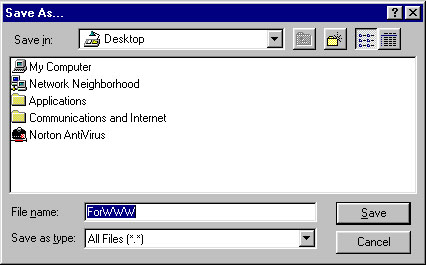 Save As...
Save in: Desktop
My Computer
Network Neighborhood
Applications
Communications and Internet
Norton AntiVirus
File name: ForWWW Save
Save as type: All Files (*.*) Cancel